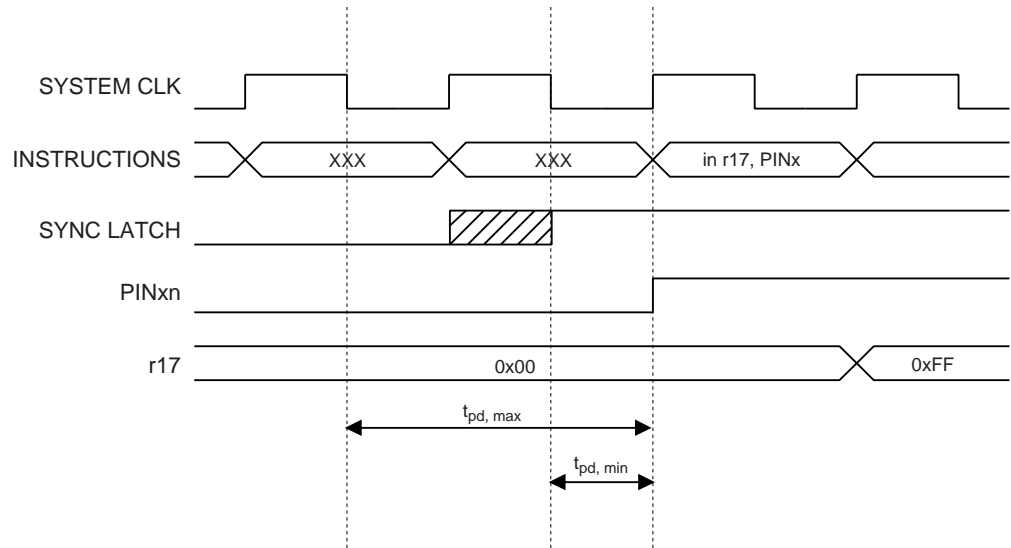 SYSTEM CLK
INSTRUCTIONS XXX XXX in r17, PINx
SYNC LATCH
PINxn
r17 0x00 0xFF
tpd, max
tpd, min